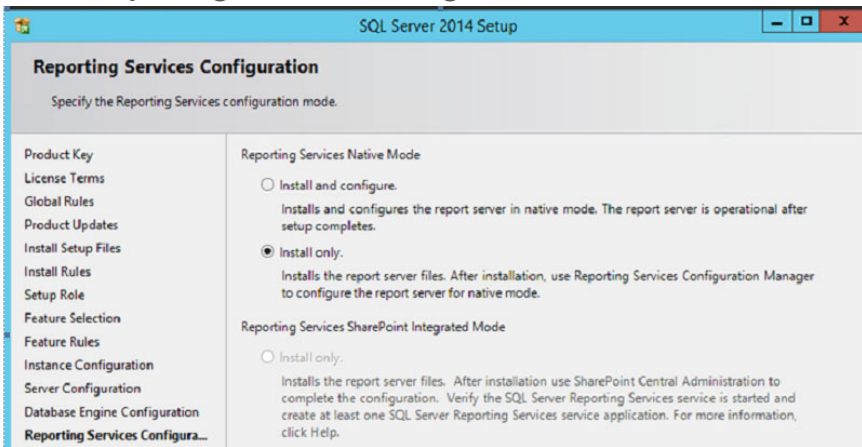 SQL Server 2014 Setup
Reporting Services Configuration
Specify the Reporting Services configuration mode.
Product Key
License Terms
Global Rules
Product Updates
Install Setup Files
Install Rules
Setup Role
Feature Selection
Feature Rules
Instance Configuration
Server Configuration
Database Engine Configuration
Reporting Services Configura...
Reporting Services Native Mode
Install and configure.
Installs and configures the report server in native mode. The report server is operational after
setup completes.
Install only.
Installs the report server files. After installation, use Reporting Services Configuration Manager
to configure the report server for native mode.
Reporting Services SharePoint Integrated Mode
Install only.
Installs the report server files. After installation use SharePoint Central Administration to
complete the configuration. Verify the SQL Server Reporting Services service is started and
create at least one SQL Server Reporting Services service application. For more information,
click Help.